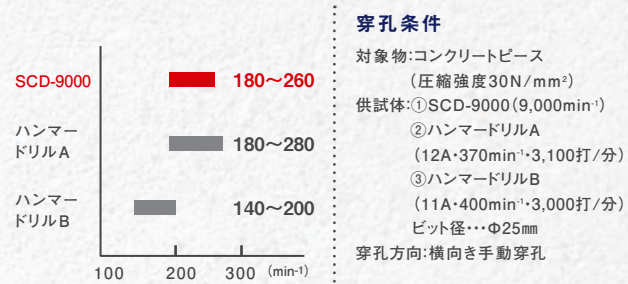 SCD-9000
180〜260
ハンマー
ドリルA
180〜280
ハンマー
ドリルB
140〜200
100 200 300 (min-1)
穿孔条件
対象物:コンクリートピース
(圧縮強度30N/mm²)
供試体:①SCD-9000(9,000min-1)
②ハンマードリルA
(12A・370min-1・3,100打/分)
③ハンマードリルB
(11A・400min-1・3,000打/分)
ビット径・・・Φ25㎜
穿孔方向:横向き手動穿孔